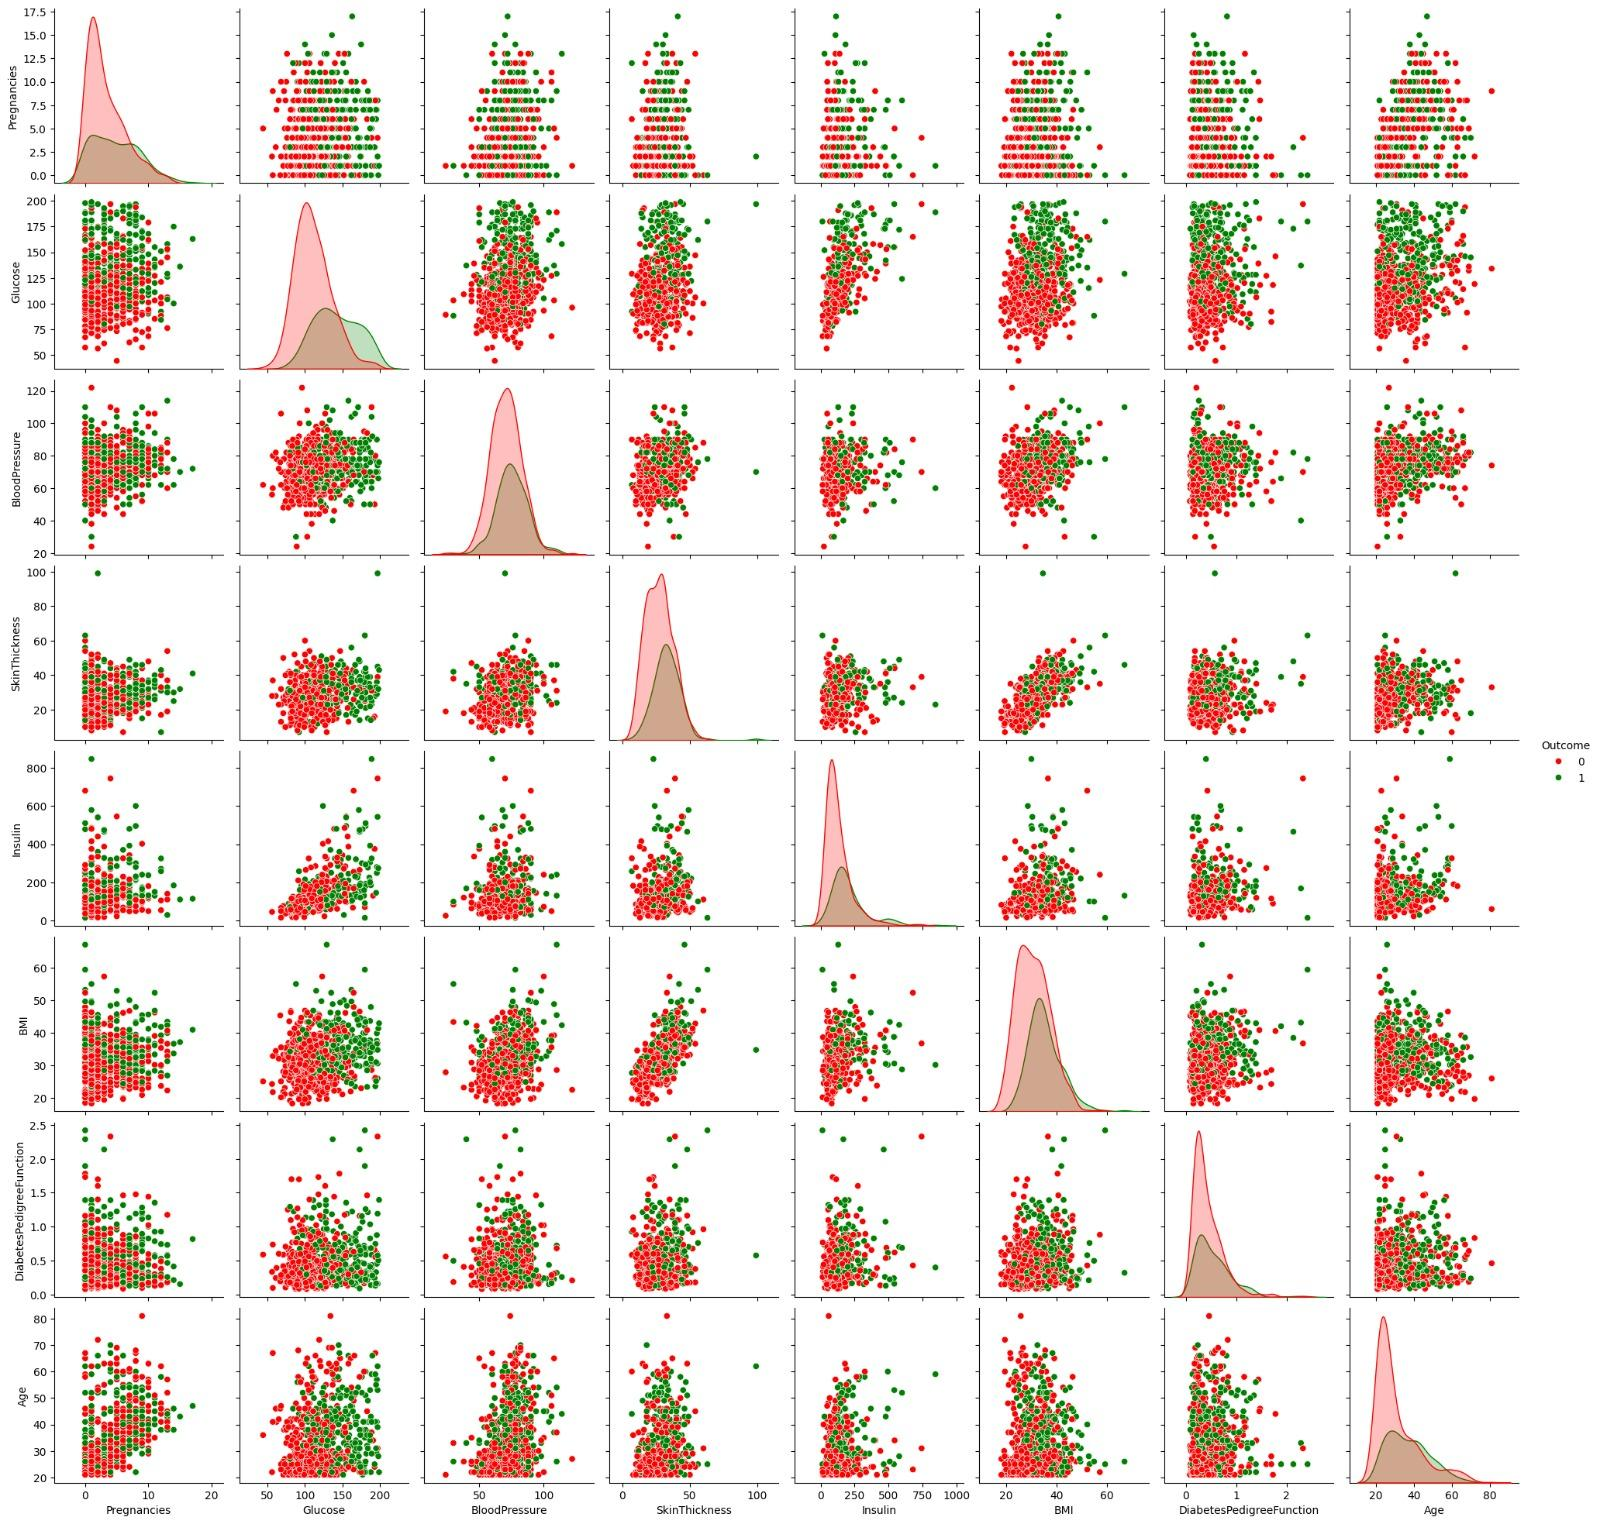 17.5
15.0
12.5
10.0
7.5
5.0
2.5
0.0
Pregnancies
200
175
150
125
100
75
50
Glucose
120
100
80
60
40
20
BloodPressure
100
80
60
40
20
SkinThickness
Outcome
0
1
800
600
400
200
0
Insulin
60
50
40
30
20
BMI
2.5
2.0
1.5
1.0
0.5
0.0
DiabetesPedigreeFunction
80
70
60
50
40
30
20
Age
0 10 20
Pregnancies
50 100 150 200
Glucose
50 100
BloodPressure
0 50 100
SkinThickness
0 250 500 750 1000
Insulin
20 40 60
BMI
0 1 2
DiabetesPedigreeFunction
20 40 60 80
Age